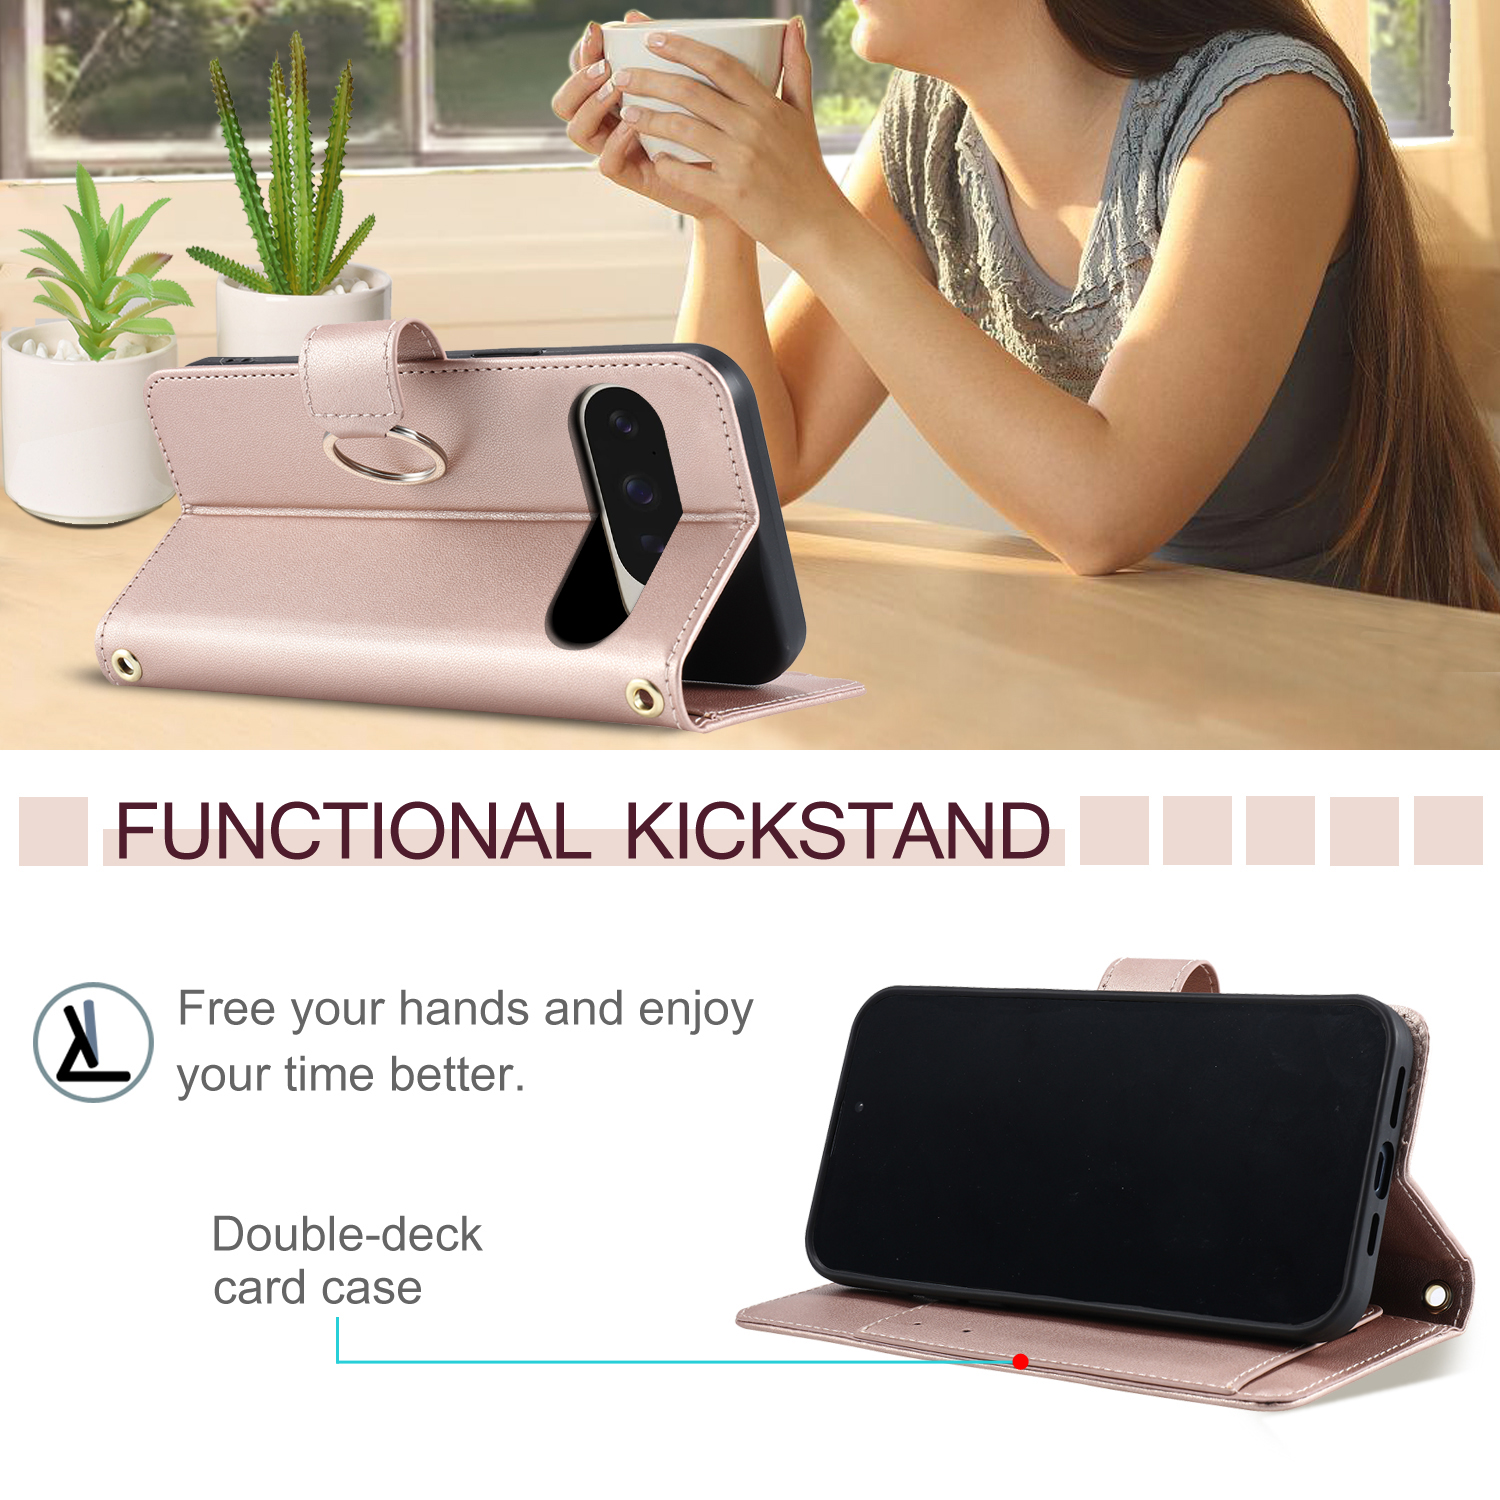 FUNCTIONAL KICKSTAND
Free your hands and enjoy
your time better.
Double-deck
card case